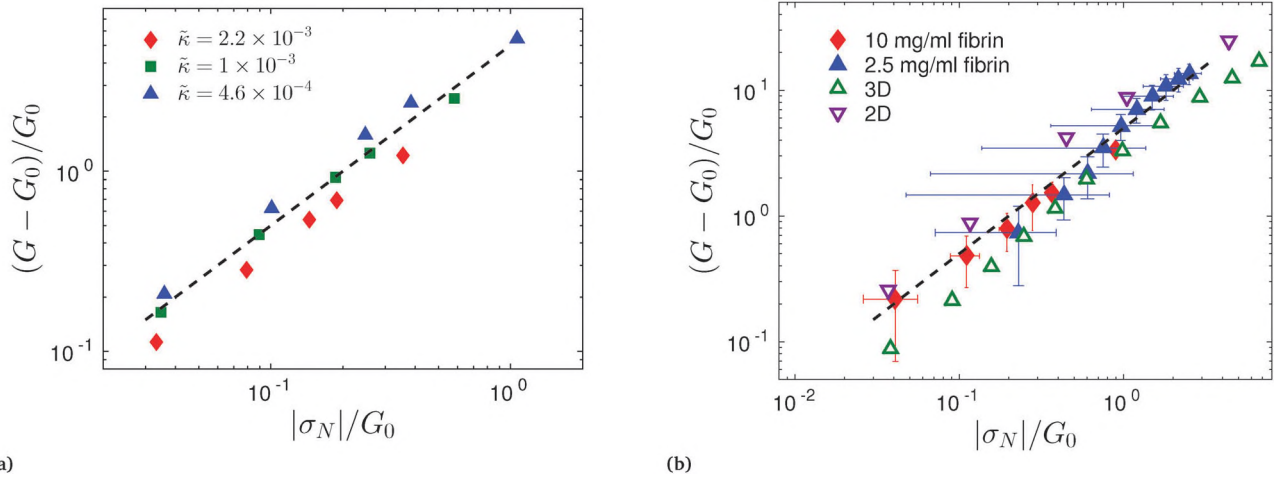 κ̃ = 2.2 × 10⁻³
κ̃ = 1 × 10⁻³
κ̃ = 4.6 × 10⁻⁴
(G − G₀)/G₀
10⁰
10⁻¹
10⁻¹ 10⁰
|σ_N|/G₀
a)
10 mg/ml fibrin
2.5 mg/ml fibrin
3D
2D
(G − G₀)/G₀
10¹
10⁰
10⁻¹
10⁻² 10⁻¹ 10⁰
|σ_N|/G₀
(b)